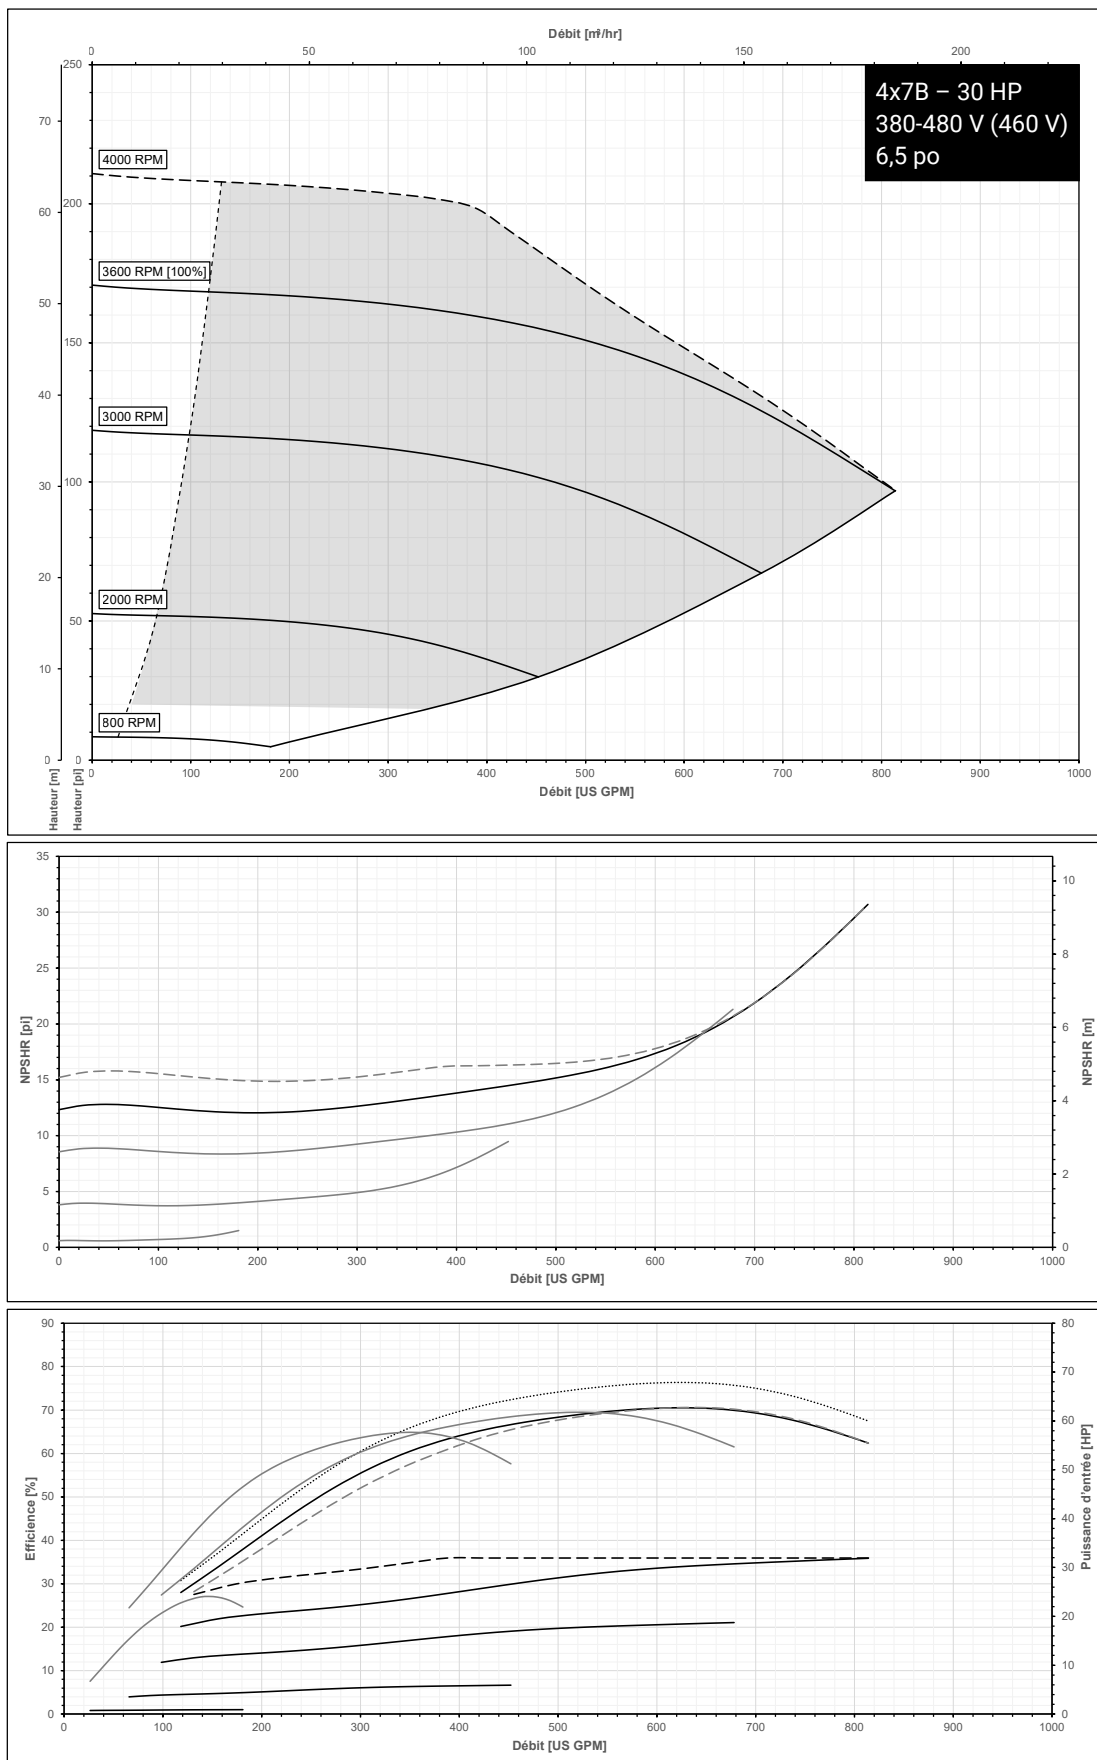 Débit [m³/hr]
0 50 100 150 200
250
200
150
100
50
0
70
60
50
40
30
20
10
0
4x7B – 30 HP
380-480 V (460 V)
6,5 po
4000 RPM
3600 RPM [100%]
3000 RPM
2000 RPM
800 RPM
0 100 200 300 400 500 600 700 800 900 1000
Débit [US GPM]
Hauteur [m]
Hauteur [pi]
35
30
25
20
15
10
5
0
NPSHR [pi]
10
8
6
4
2
0
NPSHR [m]
0 100 200 300 400 500 600 700 800 900 1000
Débit [US GPM]
90
80
70
60
50
40
30
20
10
0
Efficience [%]
80
70
60
50
40
30
20
10
0
Puissance d'entrée [HP]
0 100 200 300 400 500 600 700 800 900 1000
Débit [US GPM]